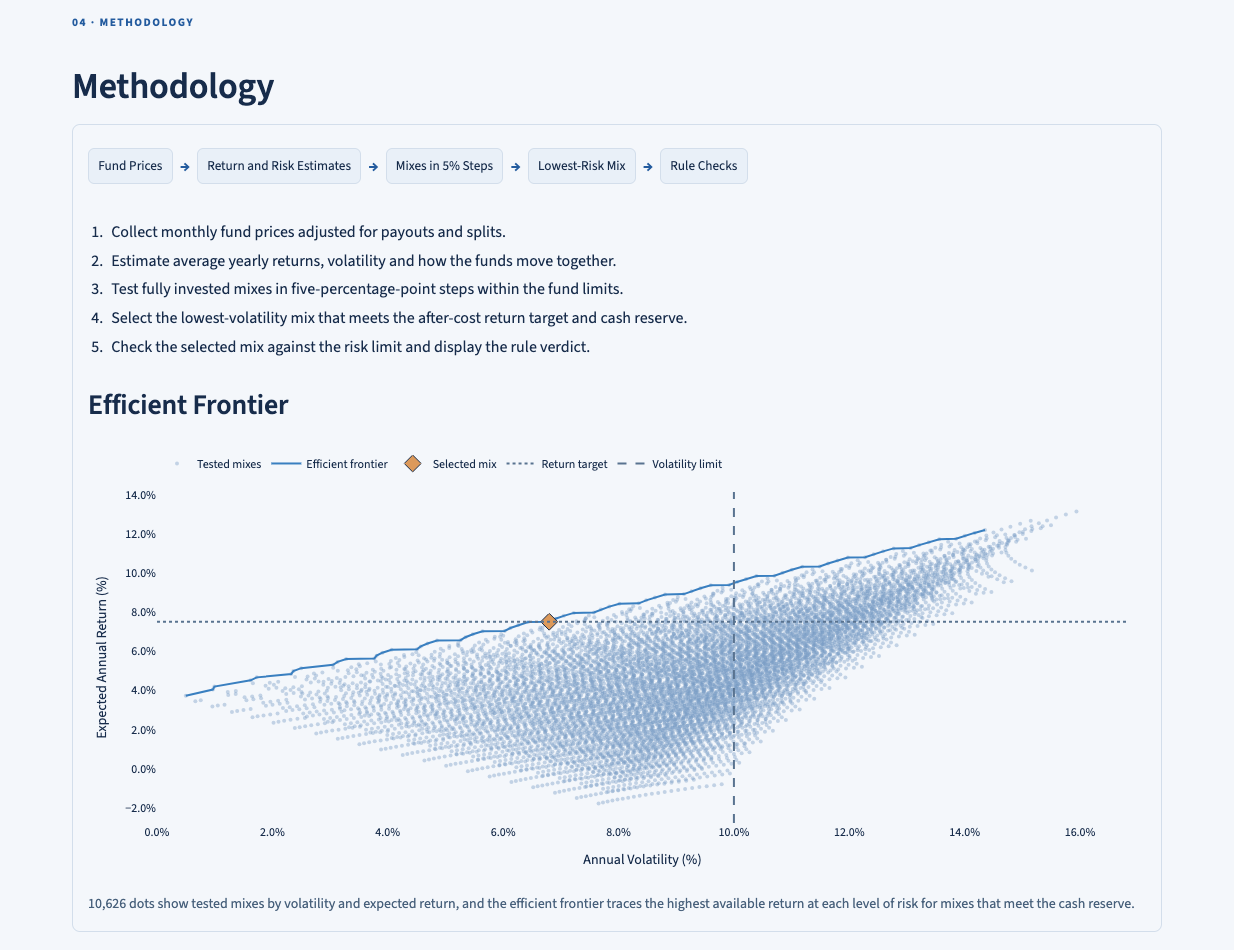 04 · METHODOLOGY
Methodology
Fund Prices → Return and Risk Estimates → Mixes in 5% Steps → Lowest-Risk Mix → Rule Checks
1. Collect monthly fund prices adjusted for payouts and splits.
2. Estimate average yearly returns, volatility and how the funds move together.
3. Test fully invested mixes in five-percentage-point steps within the fund limits.
4. Select the lowest-volatility mix that meets the after-cost return target and cash reserve.
5. Check the selected mix against the risk limit and display the rule verdict.
Efficient Frontier
Tested mixes Efficient frontier Selected mix Return target Volatility limit
14.0%
12.0%
10.0%
8.0%
6.0%
4.0%
2.0%
0.0%
−2.0%
Expected Annual Return (%)
0.0% 2.0% 4.0% 6.0% 8.0% 10.0% 12.0% 14.0% 16.0%
Annual Volatility (%)
10,626 dots show tested mixes by volatility and expected return, and the efficient frontier traces the highest available return at each level of risk for mixes that meet the cash reserve.